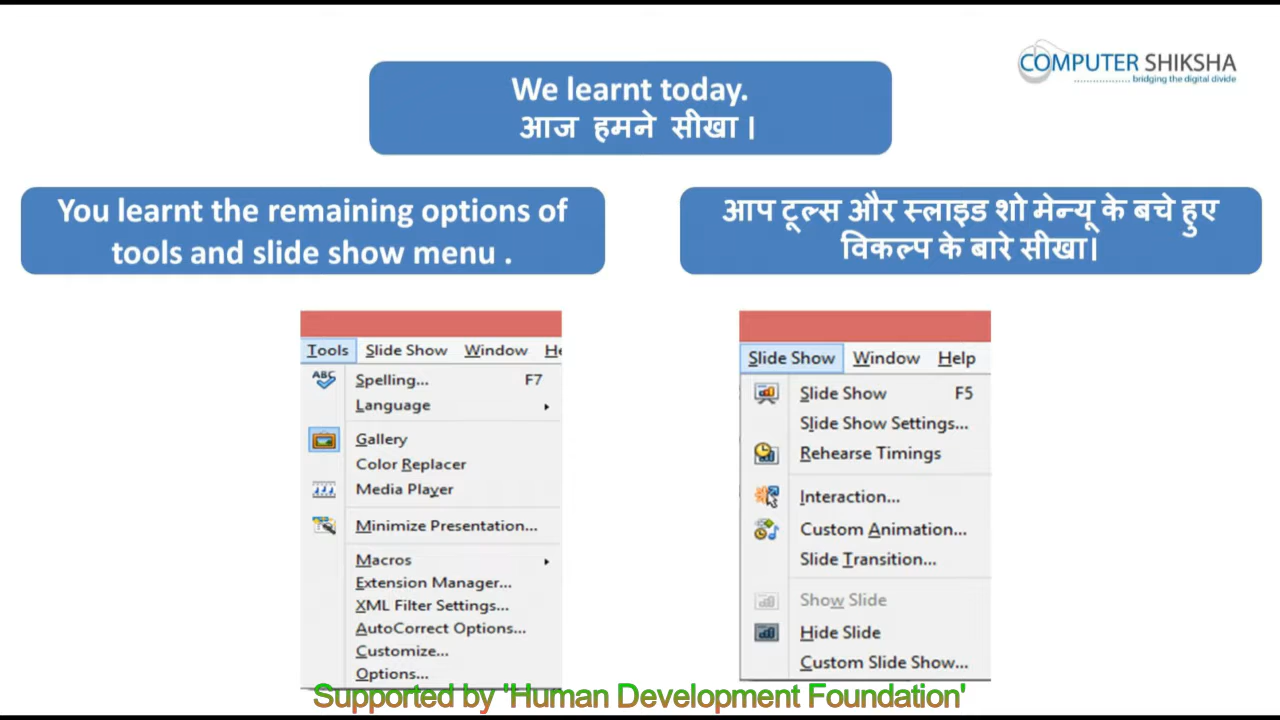 COMPUTER SHIKSHA
bridging the digital divide
We learnt today.
आज हमने सीखा ।
You learnt the remaining options of
tools and slide show menu .
आप टूल्स और स्लाइड शो मेन्यू के बचे हुए
विकल्प के बारे सीखा।
Tools Slide Show Window He
ABC Spelling... F7
Language
Gallery
Color Replacer
Media Player
Minimize Presentation...
Macros
Extension Manager...
XML Filter Settings...
AutoCorrect Options...
Customize...
Options...
Slide Show Window Help
Slide Show F5
Slide Show Settings...
Rehearse Timings
Interaction...
Custom Animation...
Slide Transition...
Show Slide
Hide Slide
Custom Slide Show...
Supported by 'Human Development Foundation'